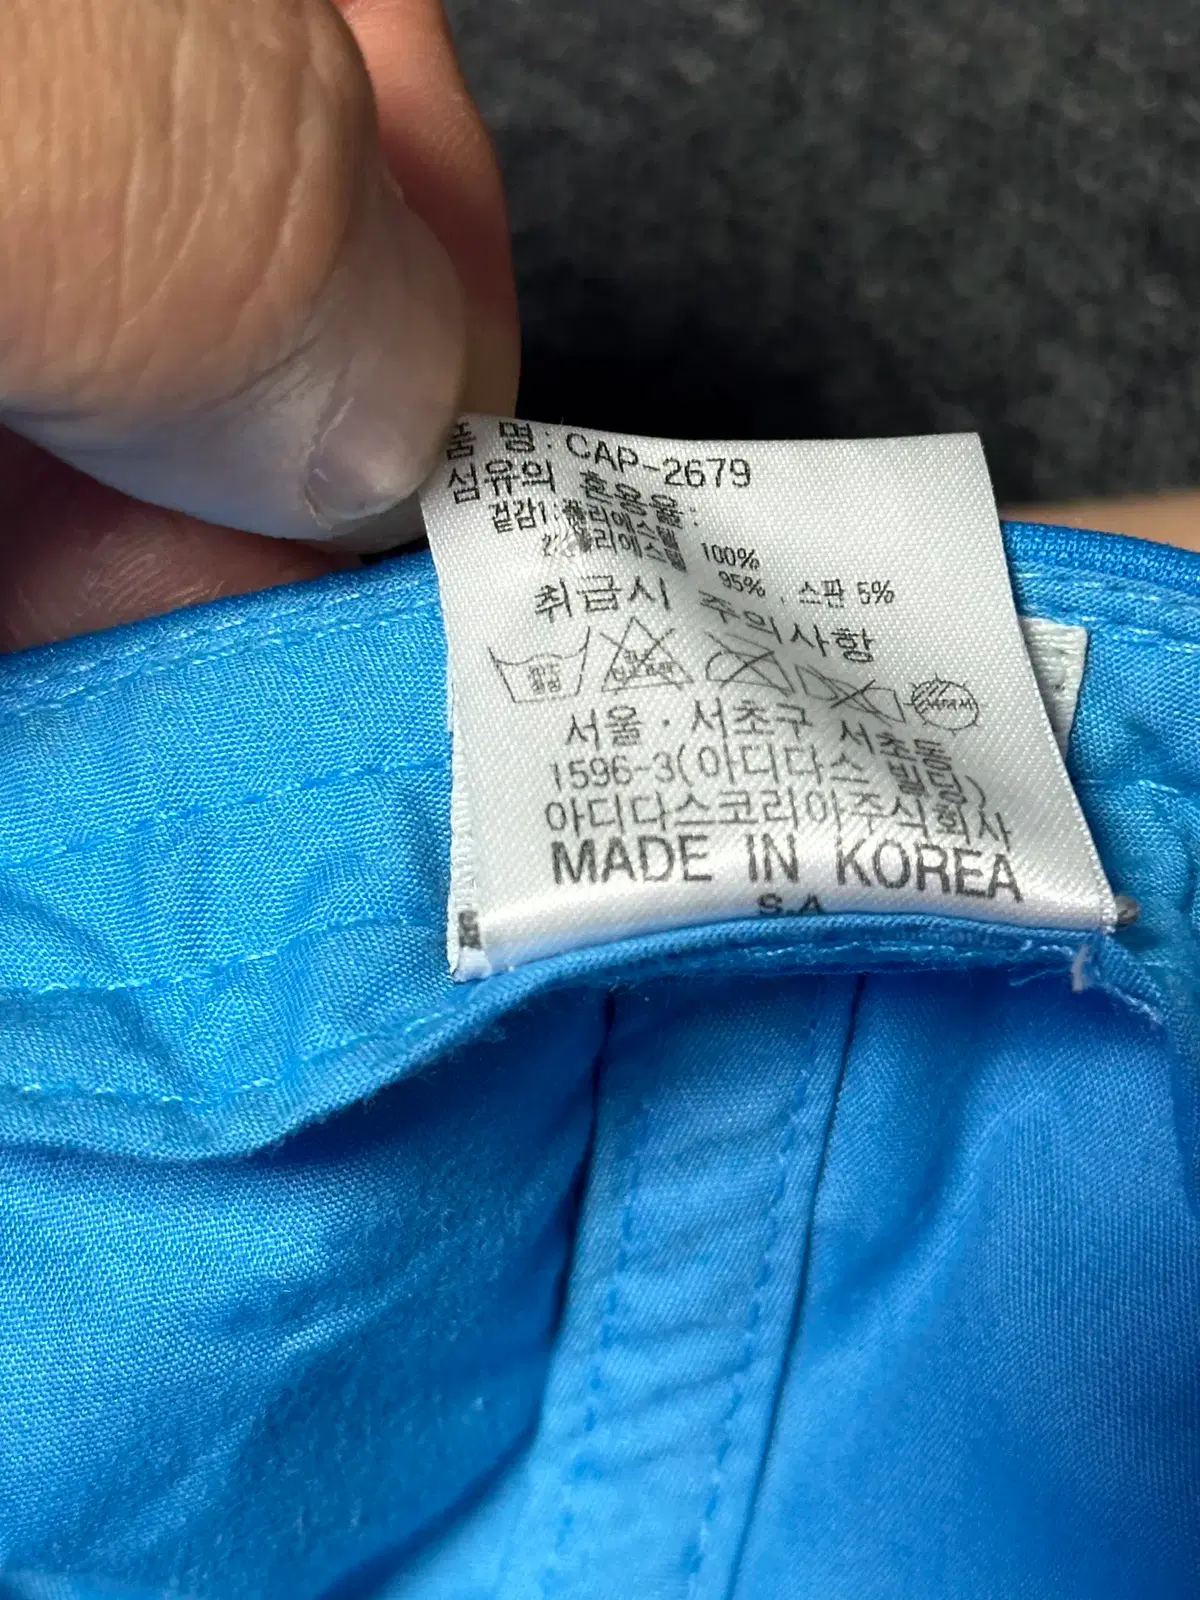 품 명: CAP-2679
섬유의 혼용율:
겉감1: 폴리에스텔 100%
2: 폴리에스텔 95%, 스판 5%
취급시 주의사항
서울·서초구 서초동
1596-3(아디다스 빌딩)
아디다스코리아주식회사
MADE IN KOREA
S.A